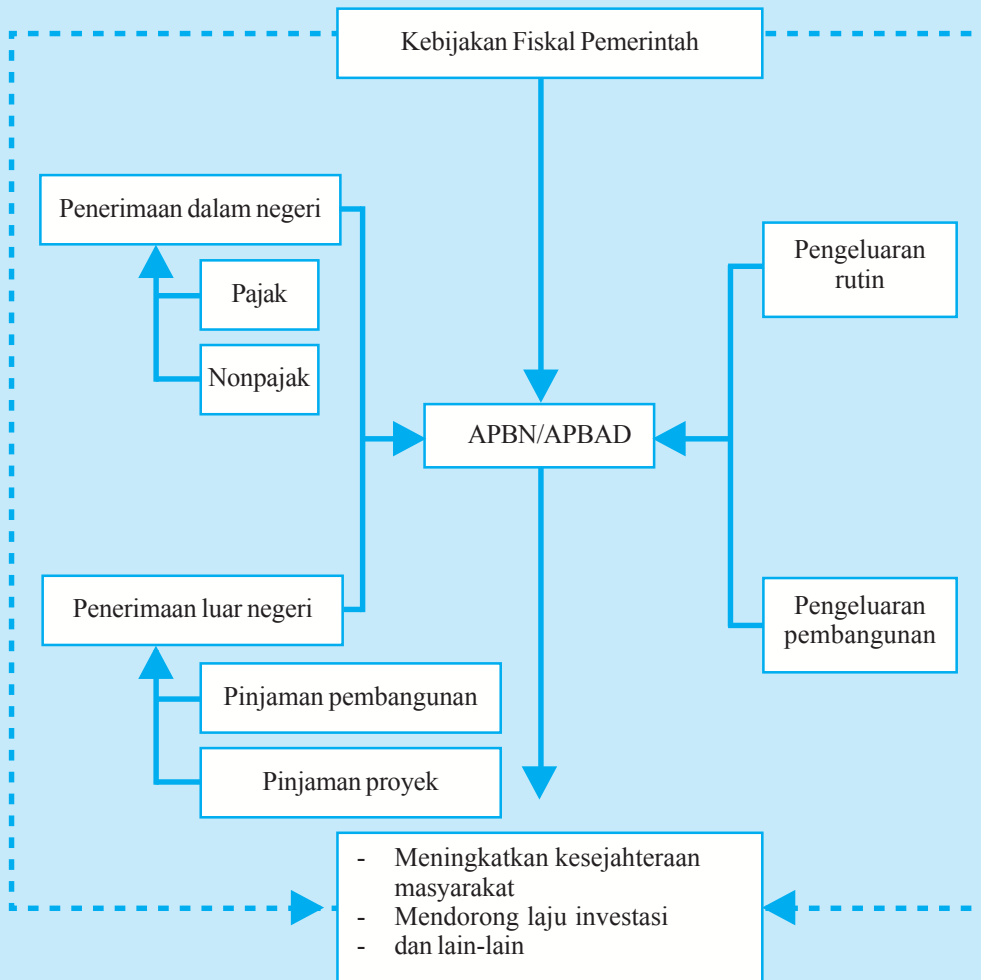 Kebijakan Fiskal Pemerintah
Penerimaan dalam negeri
Pajak
Nonpajak
Pengeluaran
rutin
APBN/APBAD
Penerimaan luar negeri
Pinjaman pembangunan
Pinjaman proyek
Pengeluaran
pembangunan
- Meningkatkan kesejahteraan
masyarakat
- Mendorong laju investasi
- dan lain-lain